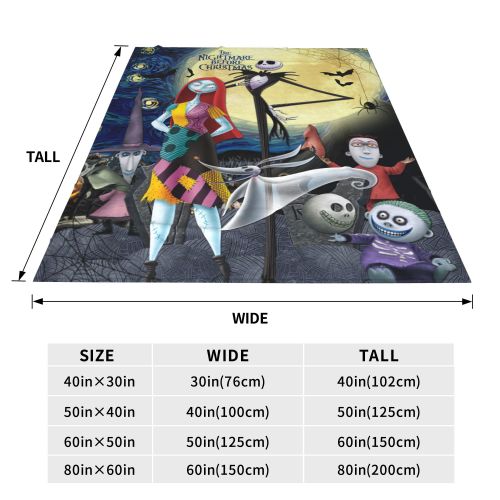 THE
NIGHTMARE
BEFORE
CHRISTMAS
TALL
WIDE
SIZE WIDE TALL
40in×30in 30in(76cm) 40in(102cm)
50in×40in 40in(100cm) 50in(125cm)
60in×50in 50in(125cm) 60in(150cm)
80in×60in 60in(150cm) 80in(200cm)